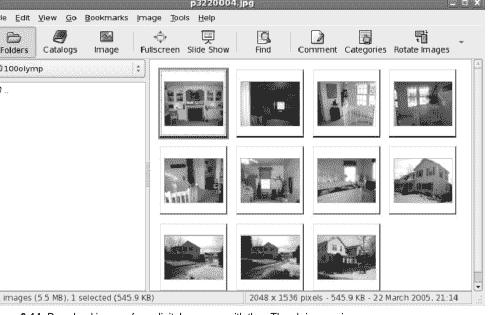 p3220004.jpg
le Edit View Go Bookmarks Image Tools Help
Folders Catalogs Image Fullscreen Slide Show Find Comment Categories Rotate Images
100olymp
..
images (5.5 MB), 1 selected (545.9 KB)
2048 x 1536 pixels - 545.9 KB - 22 March 2005, 21:14